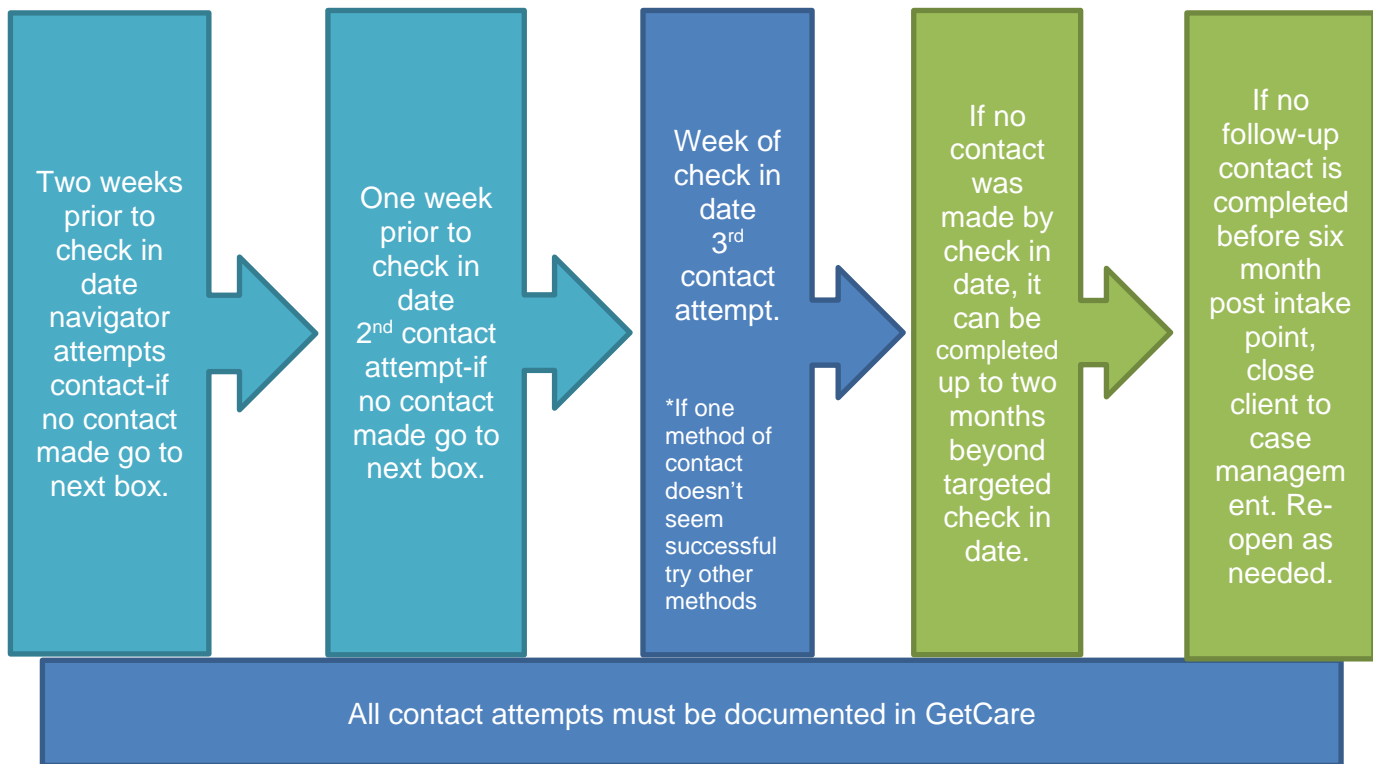 Two weeks
prior to
check in
date
navigator
attempts
contact-if
no contact
made go to
next box.
One week
prior to
check in
date
2nd contact
attempt-if
no contact
made go to
next box.
Week of
check in
date
3rd
contact
attempt.
*If one
method of
contact
doesn’t
seem
successful
try other
methods
If no
contact
was
made by
check in
date, it
can be
completed
up to two
months
beyond
targeted
check in
date.
If no
follow-up
contact is
completed
before six
month
post intake
point,
close
client to
case
managem
ent. Re-
open as
needed.
All contact attempts must be documented in GetCare